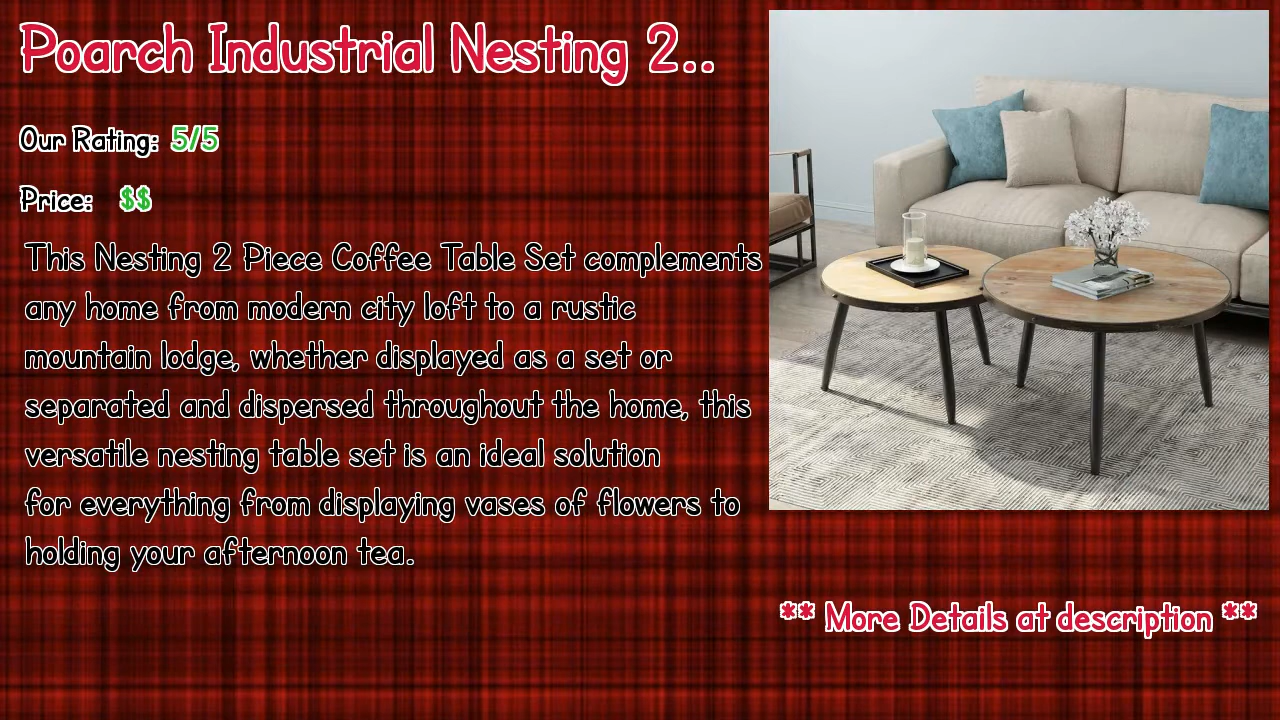 Poarch Industrial Nesting 2..
Our Rating: 5/5
Price: $$
This Nesting 2 Piece Coffee Table Set complements
any home from modern city loft to a rustic
mountain lodge, whether displayed as a set or
separated and dispersed throughout the home, this
versatile nesting table set is an ideal solution
for everything from displaying vases of flowers to
holding your afternoon tea.
** More Details at description **